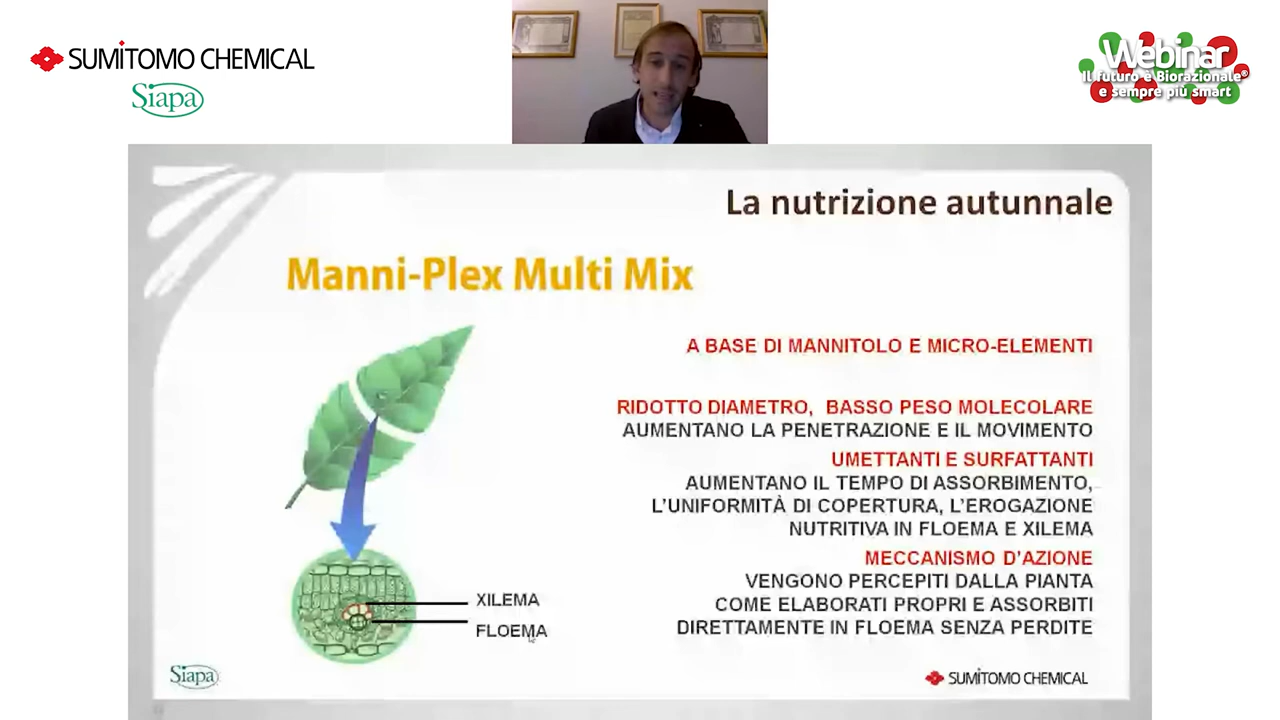 SUMITOMO CHEMICAL
Siapa
Webinar
Il futuro è Biorazionale®
e sempre più smart
La nutrizione autunnale
Manni-Plex Multi Mix
A BASE DI MANNITOLO E MICRO-ELEMENTI
RIDOTTO DIAMETRO, BASSO PESO MOLECOLARE
AUMENTANO LA PENETRAZIONE E IL MOVIMENTO
UMETTANTI E SURFATTANTI
AUMENTANO IL TEMPO DI ASSORBIMENTO,
L'UNIFORMITÀ DI COPERTURA, L'EROGAZIONE
NUTRITIVA IN FLOEMA E XILEMA
MECCANISMO D'AZIONE
VENGONO PERCEPITI DALLA PIANTA
COME ELABORATI PROPRI E ASSORBITI
DIRETTAMENTE IN FLOEMA SENZA PERDITE
XILEMA
FLOEMA
Siapa
SUMITOMO CHEMICAL